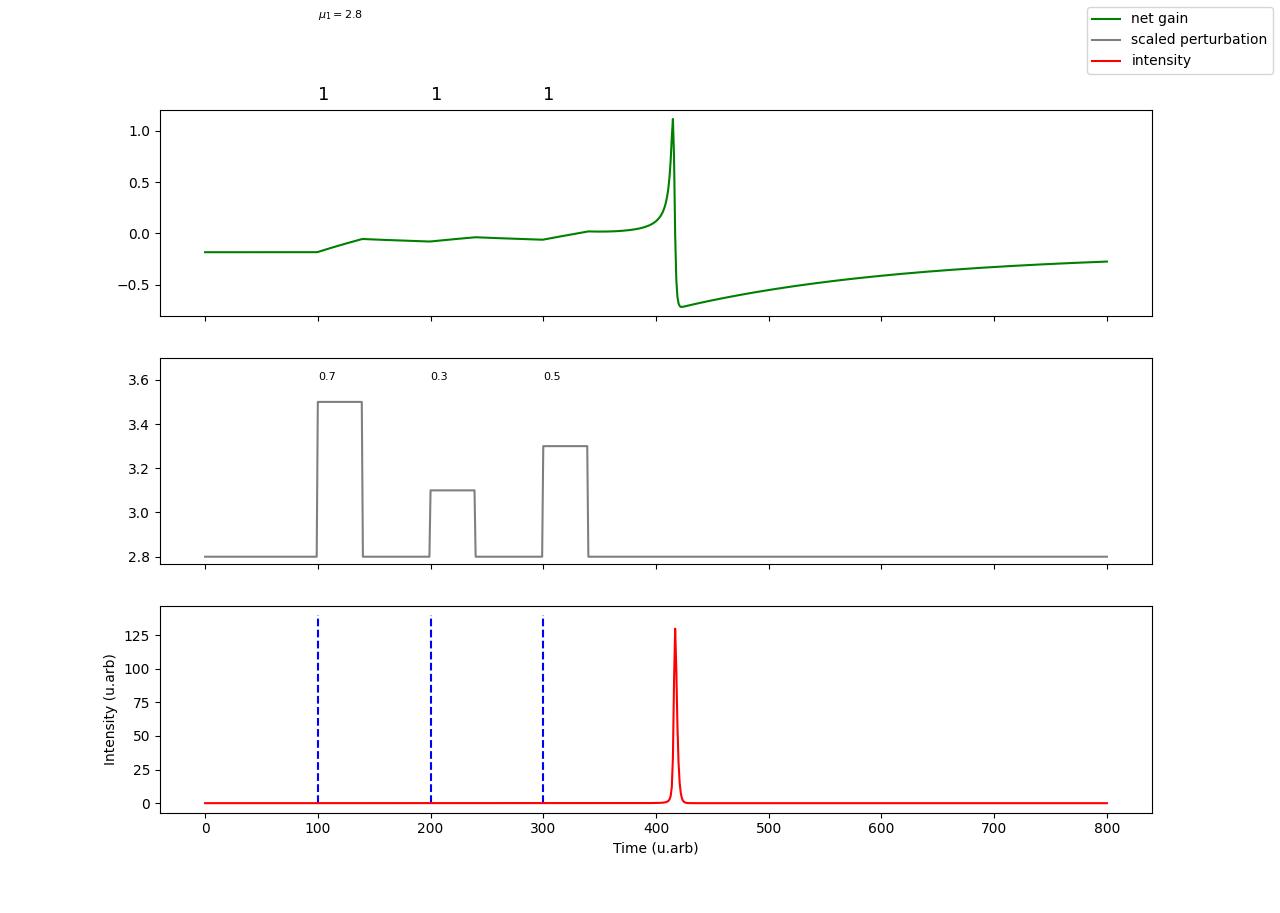 μ₁ = 2.8
net gain
scaled perturbation
intensity
1 1 1
1.0
0.5
0.0
−0.5
0.7 0.3 0.5
3.6
3.4
3.2
3.0
2.8
Intensity (u.arb)
125
100
75
50
25
0
0 100 200 300 400 500 600 700 800
Time (u.arb)